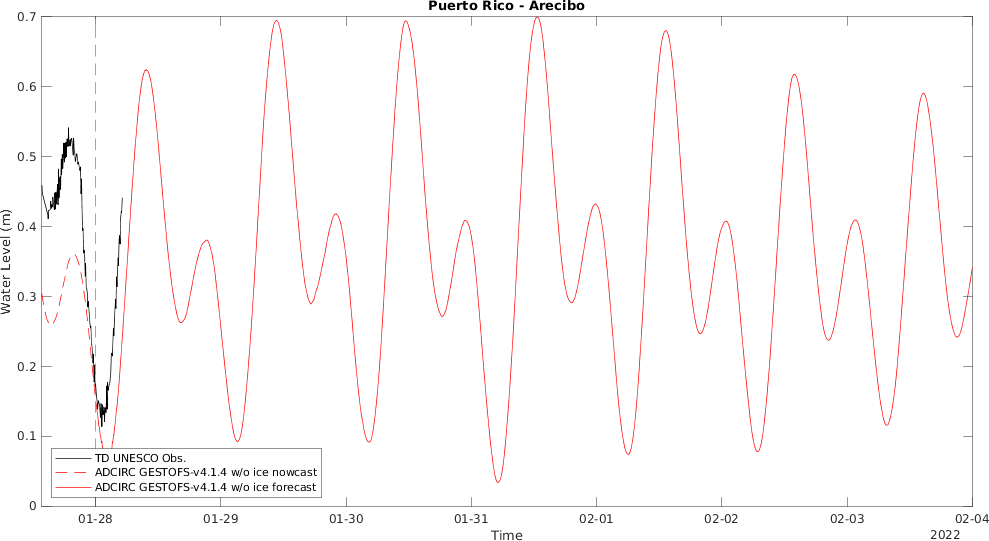 Puerto Rico - Arecibo
Water Level (m)
0.7
0.6
0.5
0.4
0.3
0.2
0.1
0
TD UNESCO Obs.
ADCIRC GESTOFS-v4.1.4 w/o ice nowcast
ADCIRC GESTOFS-v4.1.4 w/o ice forecast
01-28 01-29 01-30 01-31 02-01 02-02 02-03 02-04
Time
2022